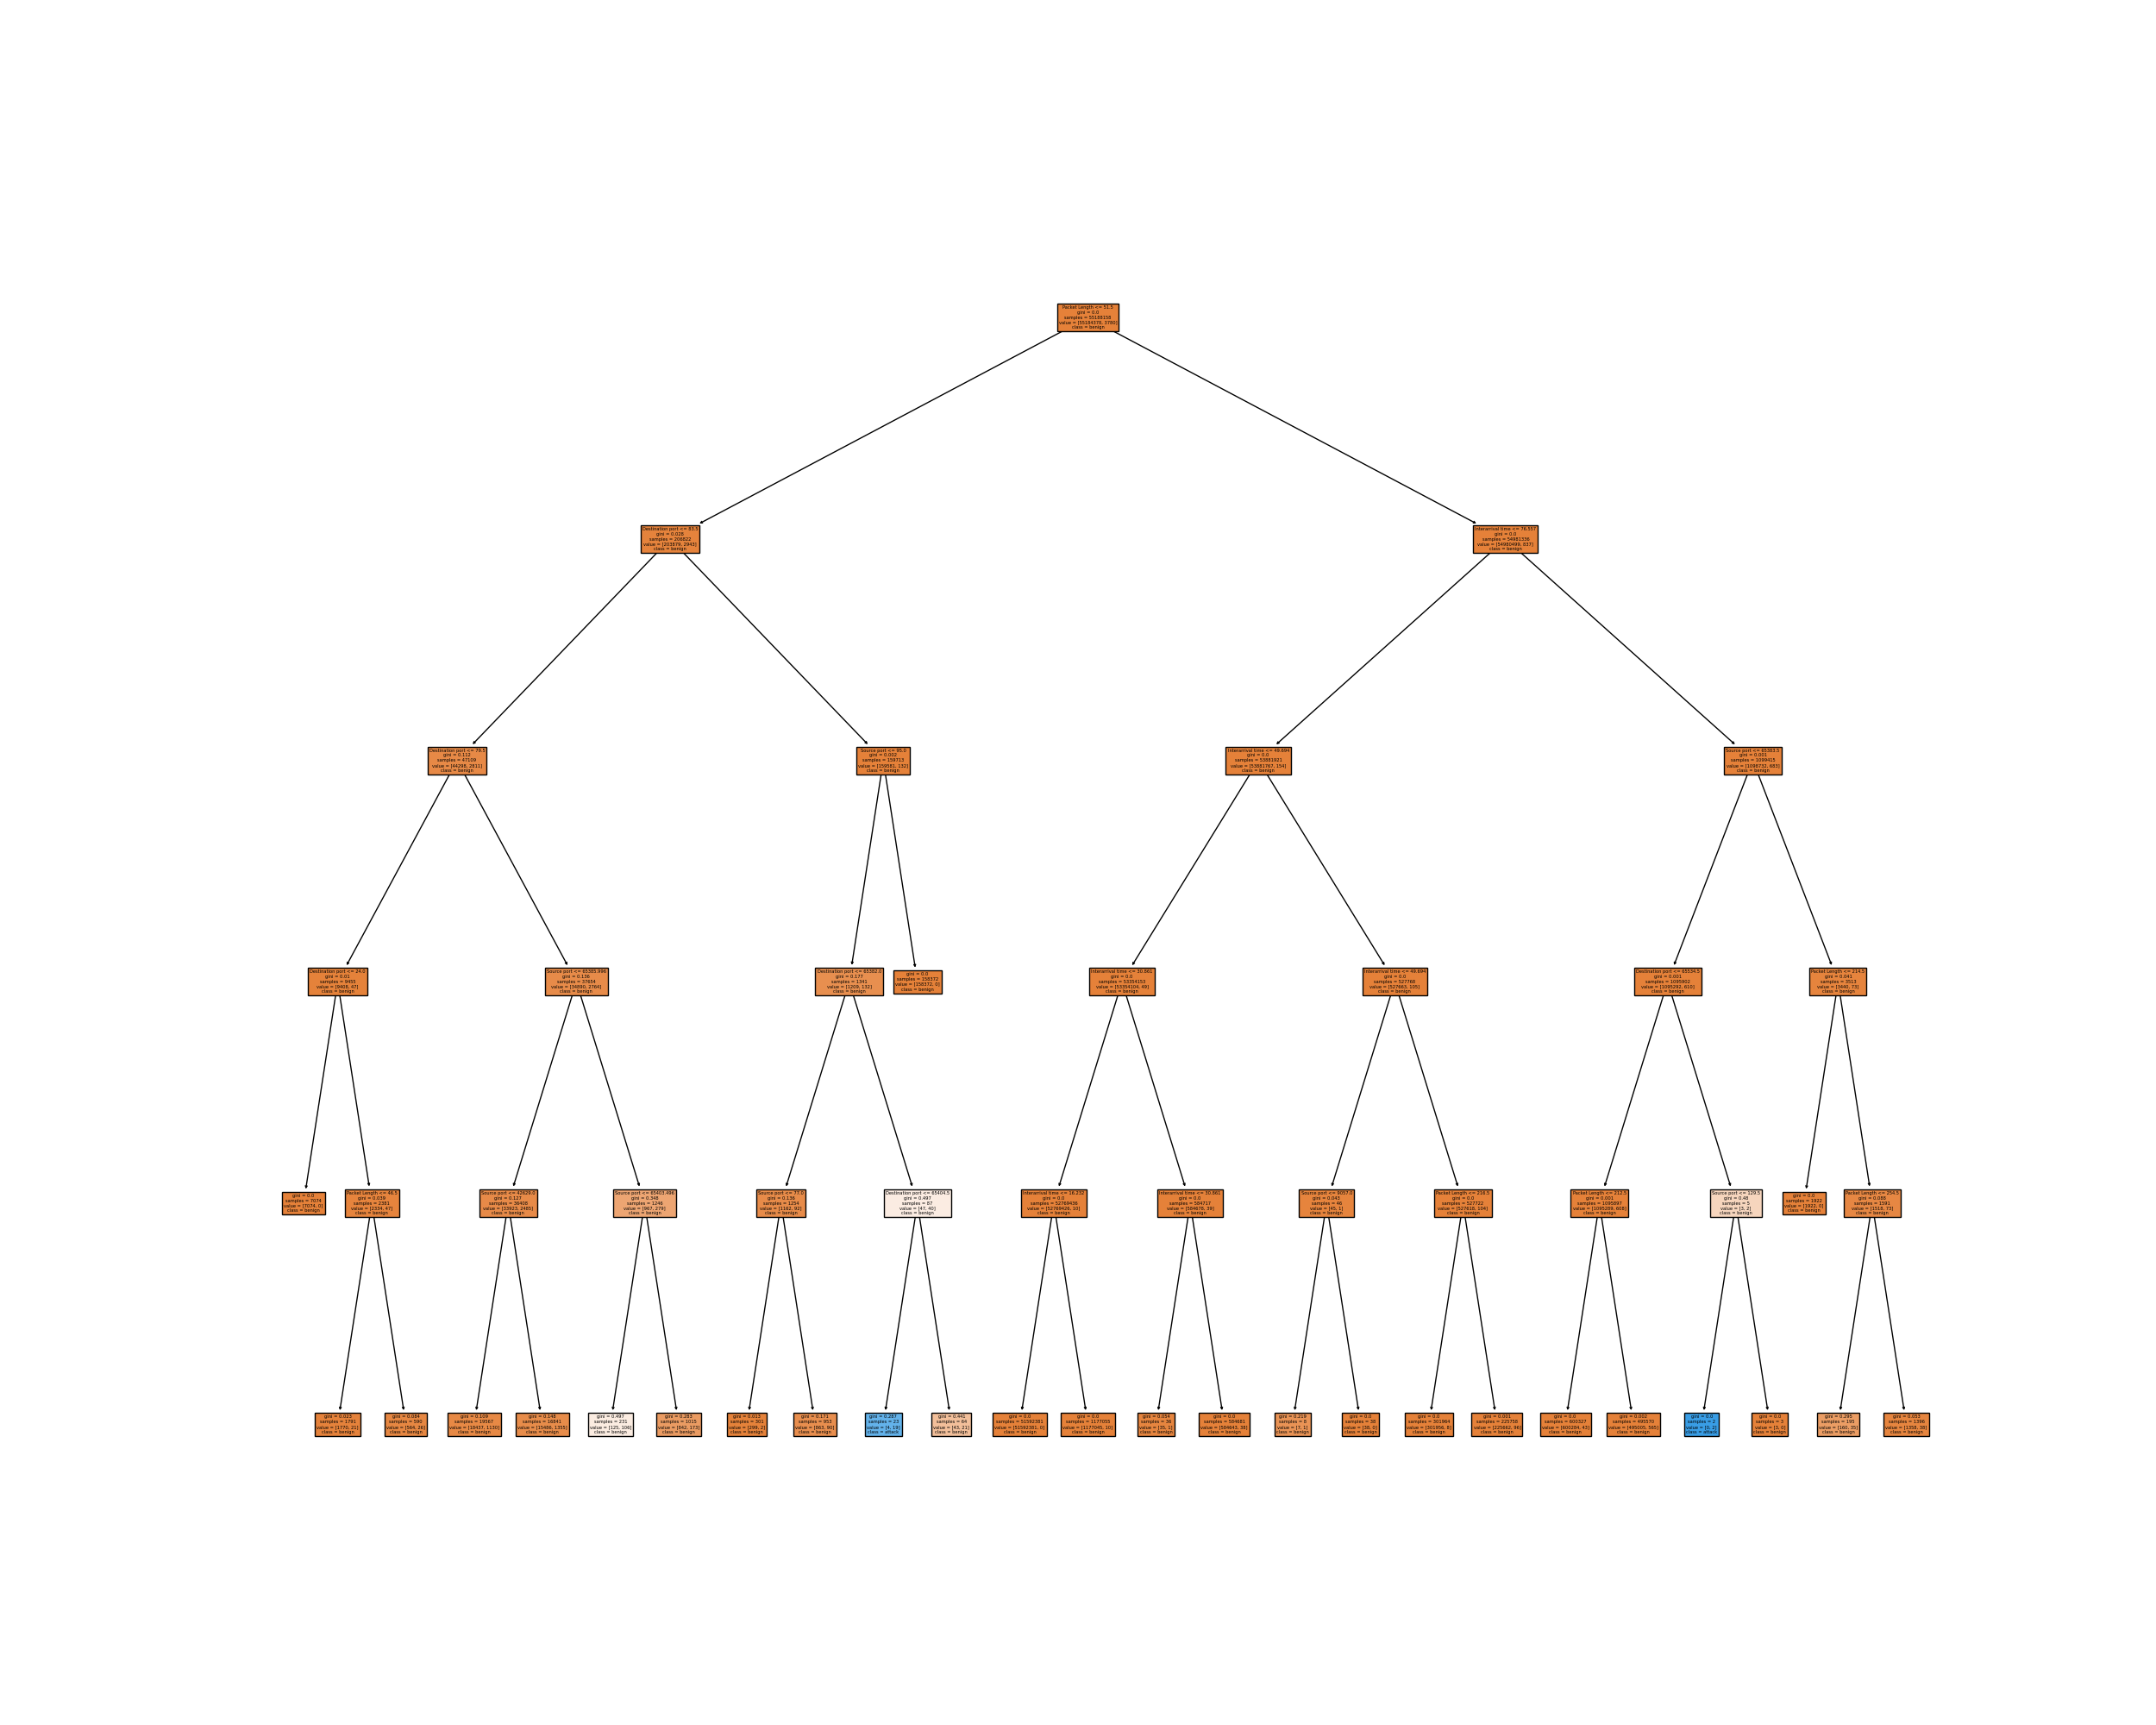 Packet Length <= 51.5
gini = 0.0
samples = 55188158
value = [55184378, 3780]
class = benign
Destination port <= 83.5
gini = 0.028
samples = 206822
value = [203879, 2943]
class = benign
Interarrival time <= 78.557
gini = 0.0
samples = 54981336
value = [54980499, 837]
class = benign
Destination port <= 79.5
gini = 0.112
samples = 47109
value = [44298, 2811]
class = benign
Source port <= 95.0
gini = 0.002
samples = 159713
value = [159581, 132]
class = benign
Interarrival time <= 49.694
gini = 0.0
samples = 53881921
value = [53881767, 154]
class = benign
Source port <= 65383.5
gini = 0.001
samples = 1099415
value = [1098732, 683]
class = benign
Destination port <= 24.0
gini = 0.01
samples = 9455
value = [9408, 47]
class = benign
Source port <= 65385.996
gini = 0.136
samples = 37654
value = [34890, 2764]
class = benign
Destination port <= 65382.0
gini = 0.177
samples = 1341
value = [1209, 132]
class = benign
gini = 0.0
samples = 158372
value = [158372, 0]
class = benign
Interarrival time <= 30.861
gini = 0.0
samples = 53354153
value = [53354104, 49]
class = benign
Interarrival time <= 49.694
gini = 0.0
samples = 527768
value = [527663, 105]
class = benign
Destination port <= 65534.5
gini = 0.001
samples = 1095902
value = [1095292, 610]
class = benign
Packet Length <= 214.5
gini = 0.041
samples = 3513
value = [3440, 73]
class = benign
gini = 0.0
samples = 7074
value = [7074, 0]
class = benign
Packet Length <= 46.5
gini = 0.039
samples = 2381
value = [2334, 47]
class = benign
Source port <= 42629.0
gini = 0.127
samples = 36408
value = [33923, 2485]
class = benign
Source port <= 65403.496
gini = 0.348
samples = 1246
value = [967, 279]
class = benign
Source port <= 77.0
gini = 0.136
samples = 1254
value = [1162, 92]
class = benign
Destination port <= 65404.5
gini = 0.497
samples = 87
value = [47, 40]
class = benign
Interarrival time <= 16.232
gini = 0.0
samples = 52769436
value = [52769426, 10]
class = benign
Interarrival time <= 30.861
gini = 0.0
samples = 584717
value = [584678, 39]
class = benign
Source port <= 9057.0
gini = 0.043
samples = 46
value = [45, 1]
class = benign
Packet Length <= 218.5
gini = 0.0
samples = 527722
value = [527618, 104]
class = benign
Packet Length <= 212.5
gini = 0.001
samples = 1095897
value = [1095289, 608]
class = benign
Source port <= 129.5
gini = 0.48
samples = 5
value = [3, 2]
class = benign
gini = 0.0
samples = 1922
value = [1922, 0]
class = benign
Packet Length <= 254.5
gini = 0.088
samples = 1591
value = [1518, 73]
class = benign
gini = 0.023
samples = 1791
value = [1770, 21]
class = benign
gini = 0.084
samples = 590
value = [564, 26]
class = benign
gini = 0.109
samples = 19567
value = [18437, 1130]
class = benign
gini = 0.148
samples = 16841
value = [15486, 1355]
class = benign
gini = 0.497
samples = 231
value = [125, 106]
class = benign
gini = 0.283
samples = 1015
value = [842, 173]
class = benign
gini = 0.013
samples = 301
value = [299, 2]
class = benign
gini = 0.171
samples = 953
value = [863, 90]
class = benign
gini = 0.287
samples = 23
value = [4, 19]
class = attack
gini = 0.441
samples = 64
value = [43, 21]
class = benign
gini = 0.0
samples = 51592381
value = [51592381, 0]
class = benign
gini = 0.0
samples = 1177055
value = [1177045, 10]
class = benign
gini = 0.054
samples = 36
value = [35, 1]
class = benign
gini = 0.0
samples = 584681
value = [584643, 38]
class = benign
gini = 0.219
samples = 8
value = [7, 1]
class = benign
gini = 0.0
samples = 38
value = [38, 0]
class = benign
gini = 0.0
samples = 301964
value = [301956, 8]
class = benign
gini = 0.001
samples = 225758
value = [225662, 96]
class = benign
gini = 0.0
samples = 600327
value = [600284, 43]
class = benign
gini = 0.002
samples = 495570
value = [495005, 565]
class = benign
gini = 0.0
samples = 2
value = [0, 2]
class = attack
gini = 0.0
samples = 3
value = [3, 0]
class = benign
gini = 0.295
samples = 195
value = [160, 35]
class = benign
gini = 0.053
samples = 1396
value = [1358, 38]
class = benign